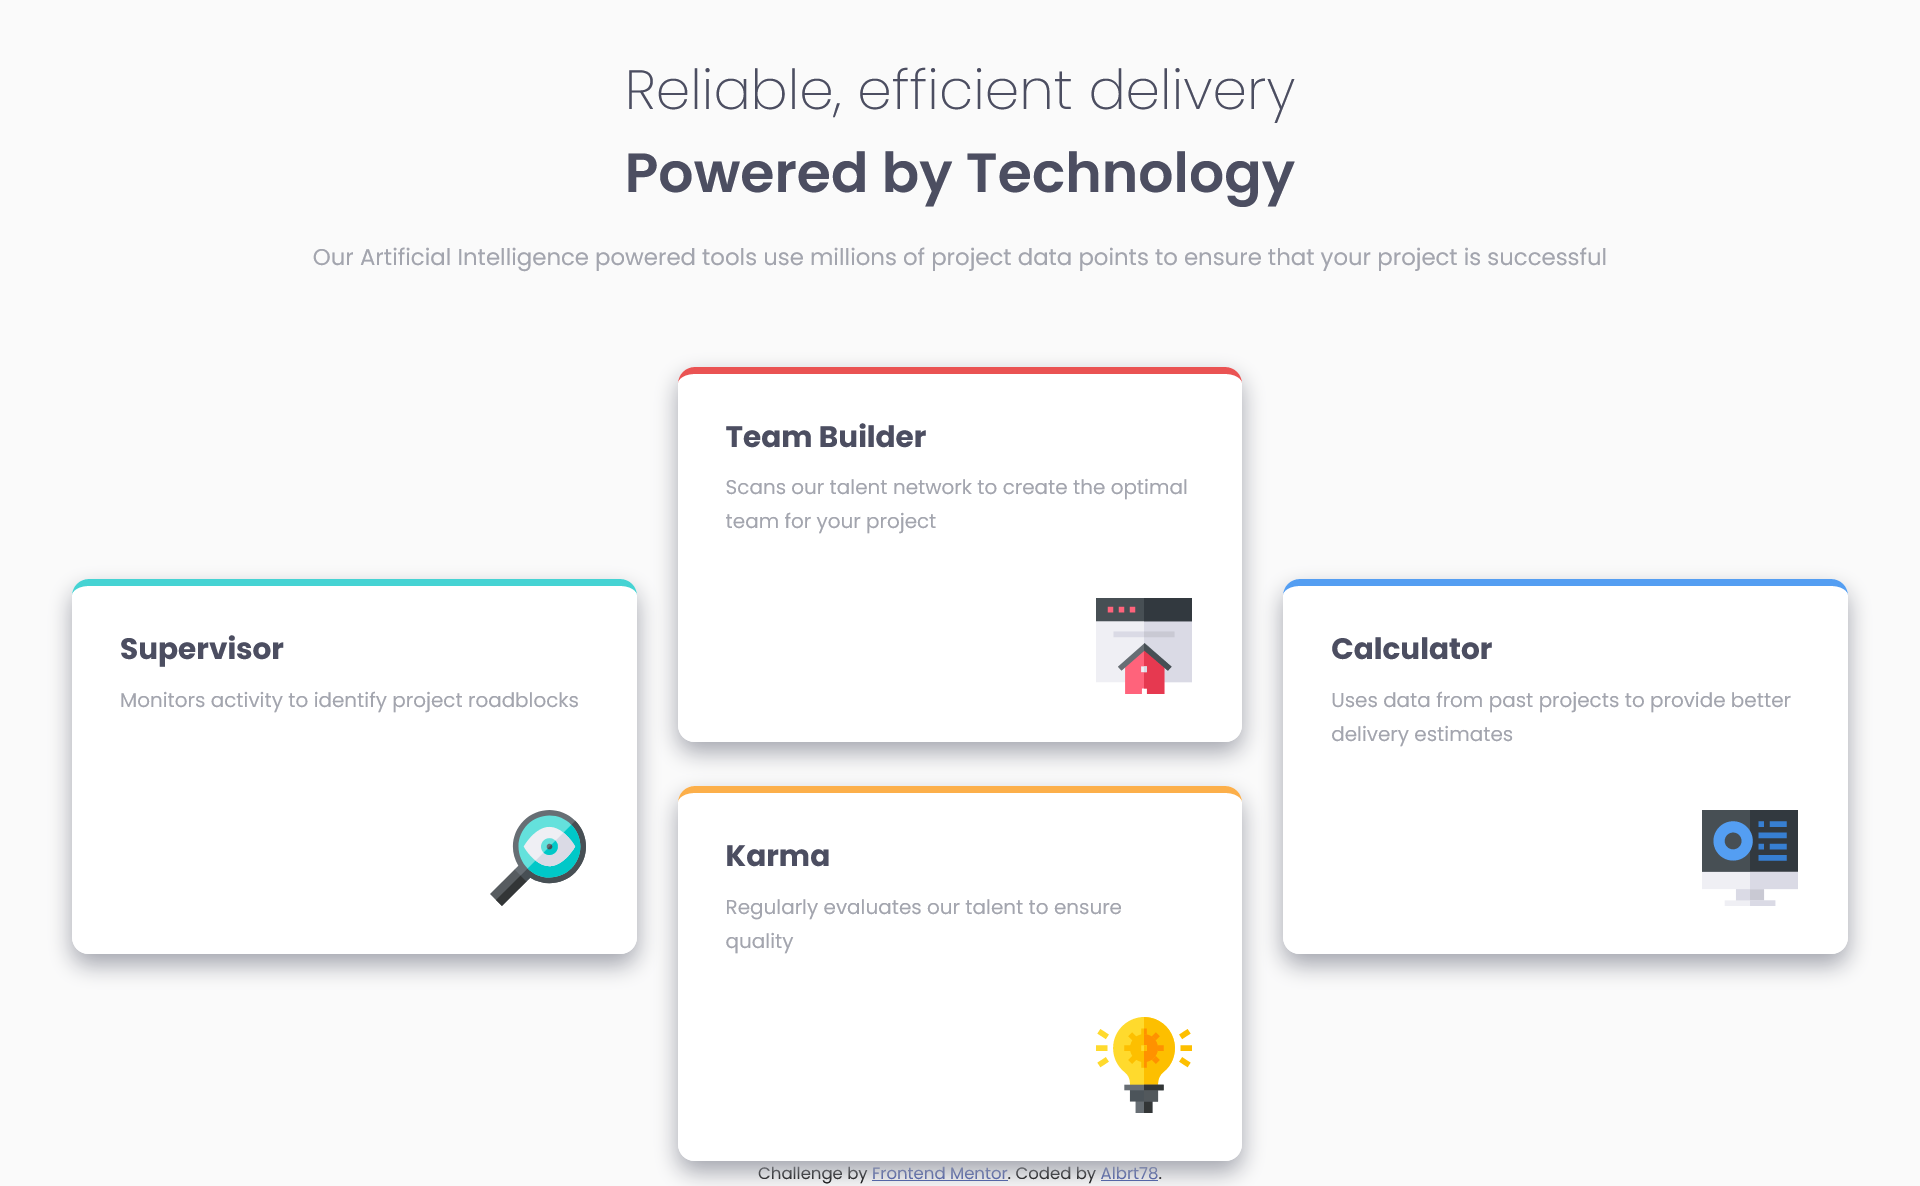 Reliable, efficient delivery
Powered by Technology
Our Artificial Intelligence powered tools use millions of project data points to ensure that your project is successful
Team Builder
Scans our talent network to create the optimal
team for your project
Supervisor
Monitors activity to identify project roadblocks
Calculator
Uses data from past projects to provide better
delivery estimates
Karma
Regularly evaluates our talent to ensure
quality
Challenge by Frontend Mentor. Coded by Albrt78.